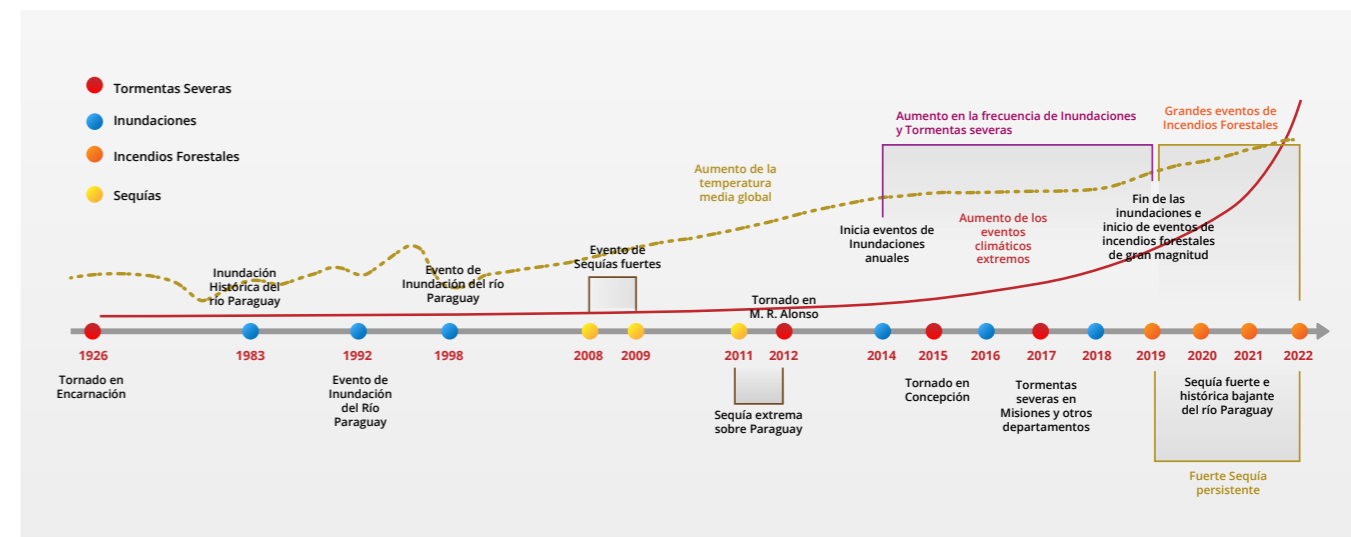 Tormentas Severas
Inundaciones
Incendios Forestales
Sequías
Aumento de la
temperatura
media global
Aumento en la frecuencia de Inundaciones
y Tormentas severas
Grandes eventos de
Incendios Forestales
Inundación
Histórica del
río Paraguay
Evento de
Inundación del río
Paraguay
Evento de
Sequías fuertes
Tornado en
M. R. Alonso
Inicia eventos de
Inundaciones
anuales
Aumento de los
eventos
climáticos
extremos
Fin de las
inundaciones e
inicio de eventos de
incendios forestales
de gran magnitud
1926
1983
1992
1998
2008
2009
2011
2012
2014
2015
2016
2017
2018
2019
2020
2021
2022
Tornado en
Encarnación
Evento de
Inundación
del Río
Paraguay
Sequía extrema
sobre Paraguay
Tornado en
Concepción
Tormentas
severas en
Misiones y otros
departamentos
Sequía fuerte e
histórica bajante
del río Paraguay
Fuerte Sequía
persistente